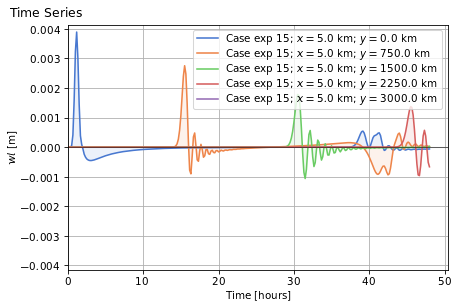 Time Series
Case exp 15; x = 5.0 km; y = 0.0 km
Case exp 15; x = 5.0 km; y = 750.0 km
Case exp 15; x = 5.0 km; y = 1500.0 km
Case exp 15; x = 5.0 km; y = 2250.0 km
Case exp 15; x = 5.0 km; y = 3000.0 km
0.004
0.003
0.002
0.001
0.000
−0.001
−0.002
−0.003
−0.004
w( [m]
0 10 20 30 40 50
Time [hours]